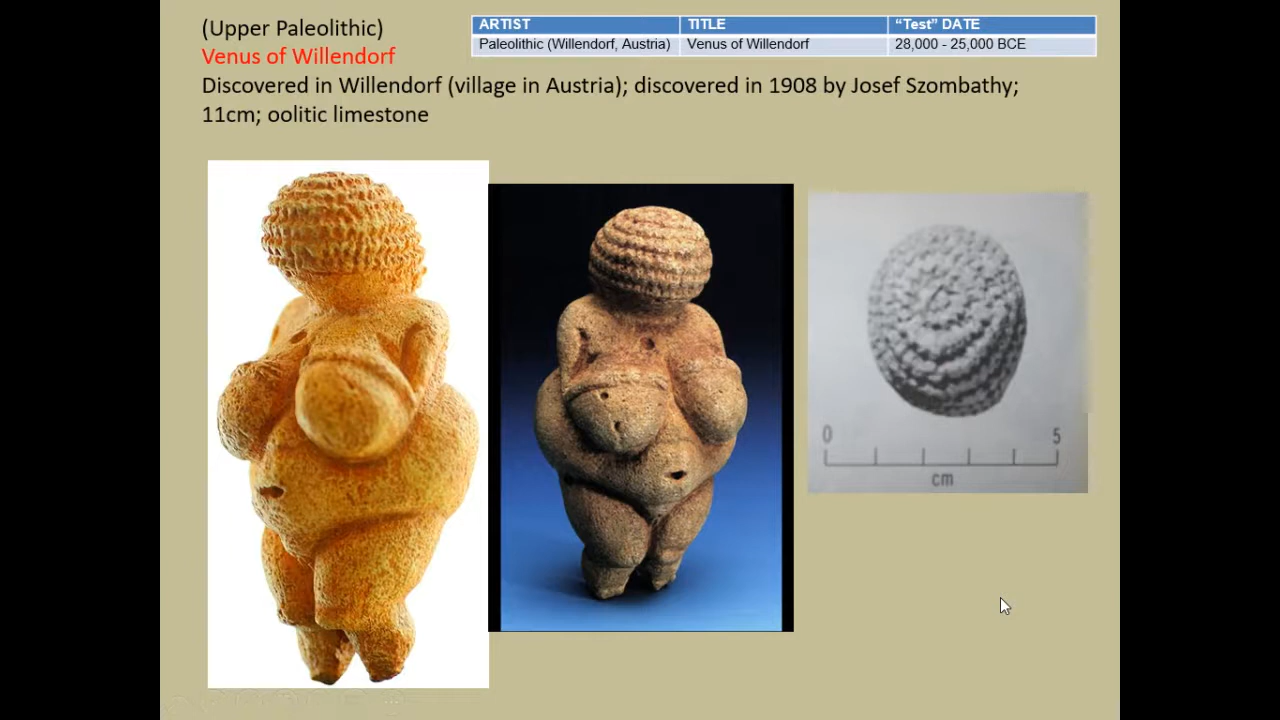 (Upper Paleolithic)
Venus of Willendorf
ARTIST TITLE “Test” DATE
Paleolithic (Willendorf, Austria) Venus of Willendorf 28,000 - 25,000 BCE
Discovered in Willendorf (village in Austria); discovered in 1908 by Josef Szombathy;
11cm; oolitic limestone
0 5
cm